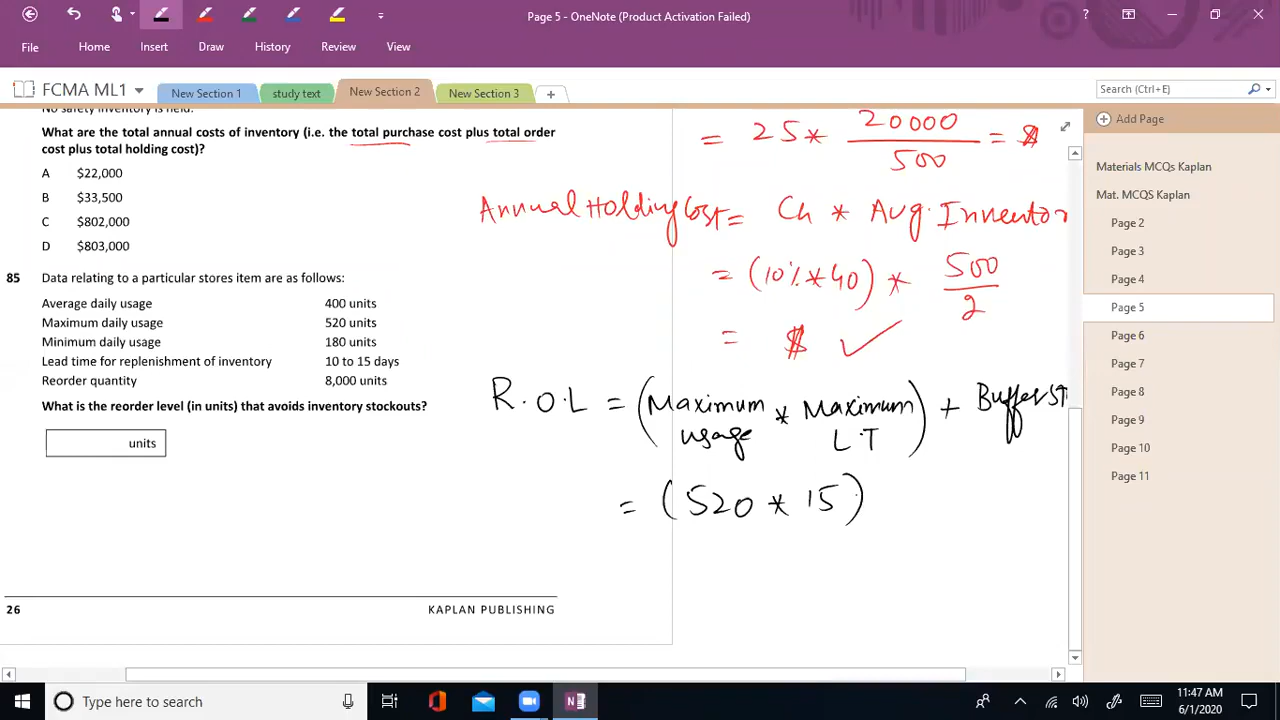 Page 5 - OneNote (Product Activation Failed)
File Home Insert Draw History Review View
FCMA ML1
New Section 1
study text
New Section 2
New Section 3
Search (Ctrl+E)
Add Page
Materials MCQs Kaplan
Mat. MCQS Kaplan
Page 2
Page 3
Page 4
Page 5
Page 6
Page 7
Page 8
Page 9
Page 10
Page 11
No safety inventory is held.
What are the total annual costs of inventory (i.e. the total purchase cost plus total order
cost plus total holding cost)?
A $22,000
B $33,500
C $802,000
D $803,000
85 Data relating to a particular stores item are as follows:
Average daily usage 400 units
Maximum daily usage 520 units
Minimum daily usage 180 units
Lead time for replenishment of inventory 10 to 15 days
Reorder quantity 8,000 units
What is the reorder level (in units) that avoids inventory stockouts?
units
26 KAPLAN PUBLISHING
= 25 * 20000 = $
500
Annual Holding Cost = Ch * Avg. Inventor
= (10% * 40) * 500
2
= $
R.O.L = (Maximum * Maximum) + Buffer St
usage L.T
= (520 * 15)
Type here to search
11:47 AM
6/1/2020